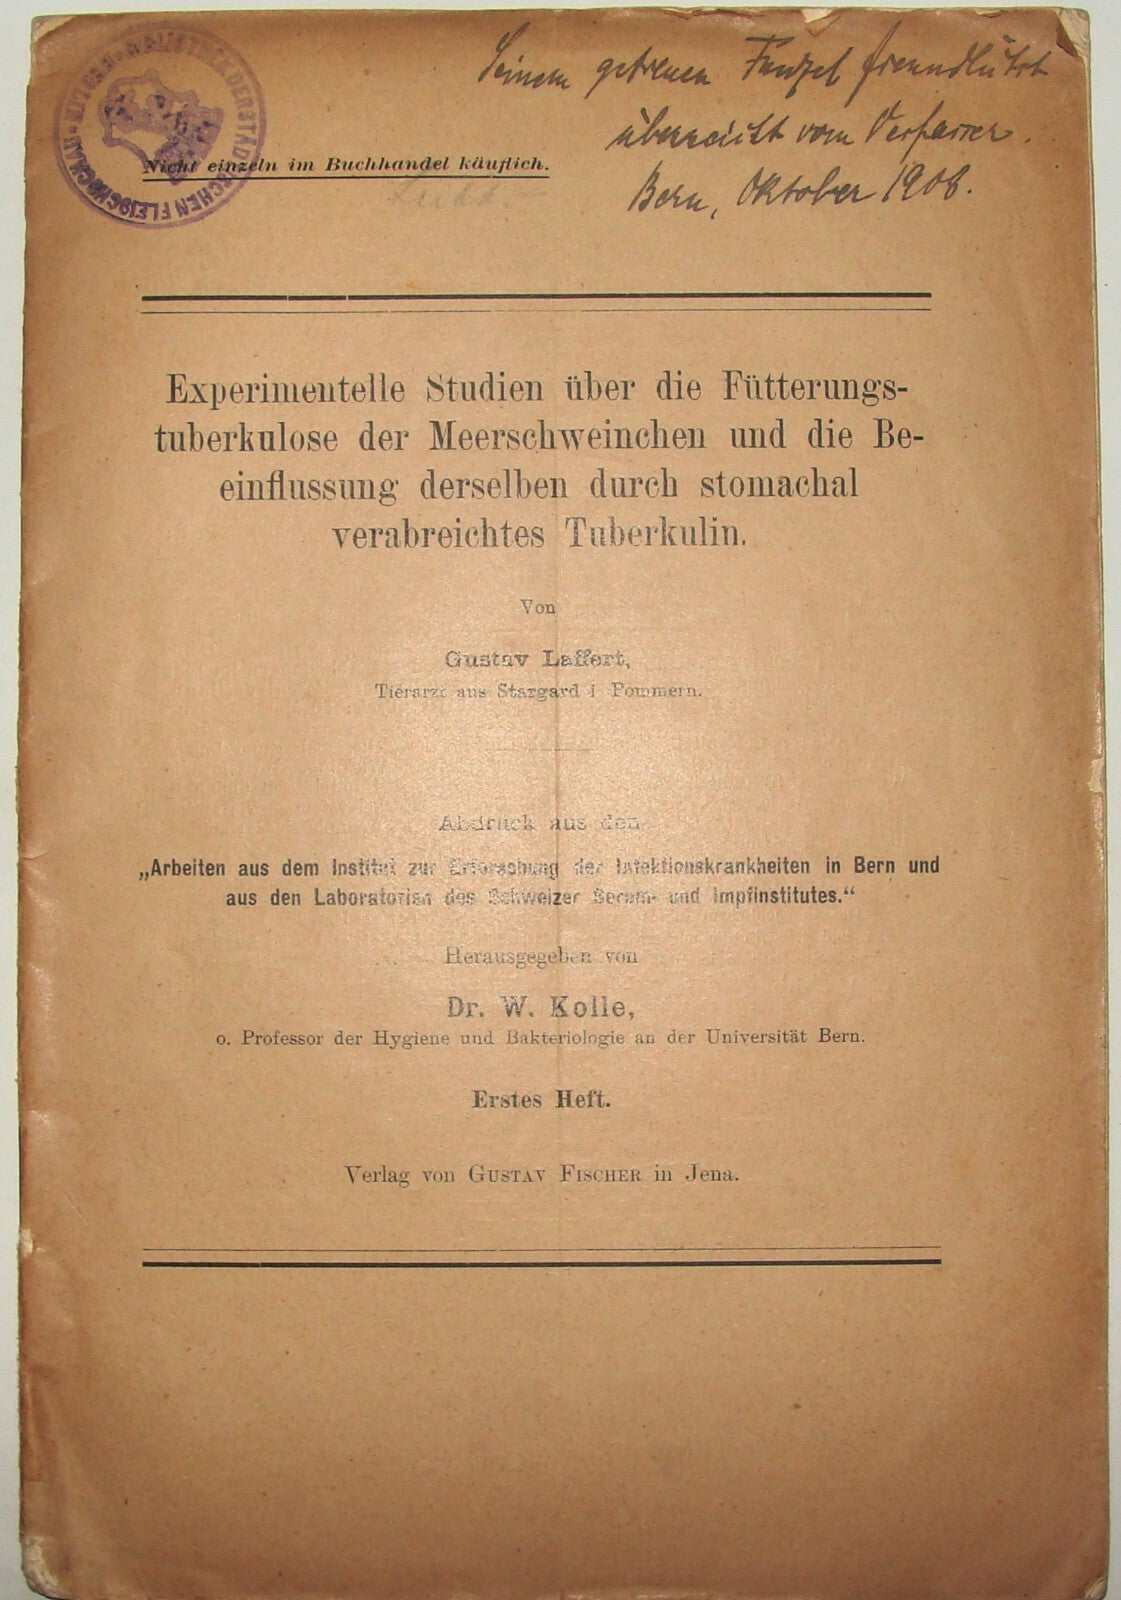 Seinem getreuen freundlichst
überreicht vom Verfasser.
Bern, Oktober 1908.
Nicht einzeln im Buchhandel käuflich.
Experimentelle Studien über die Fütterungs-
tuberkulose der Meerschweinchen und die Be-
einflussung derselben durch stomachal
verabreichtes Tuberkulin.
Von
Gustav Laffert,
Tierarzt aus Stargard i Pommern.
Abdruck aus den
„Arbeiten aus dem Institut zur Erforschung der Infektionskrankheiten in Bern und
aus den Laboratorien des Schweizer Serum- und Impfinstitutes.“
Herausgegeben von
Dr. W. Kolle,
o. Professor der Hygiene und Bakteriologie an der Universität Bern.
Erstes Heft.
Verlag von GUSTAV FISCHER in Jena.